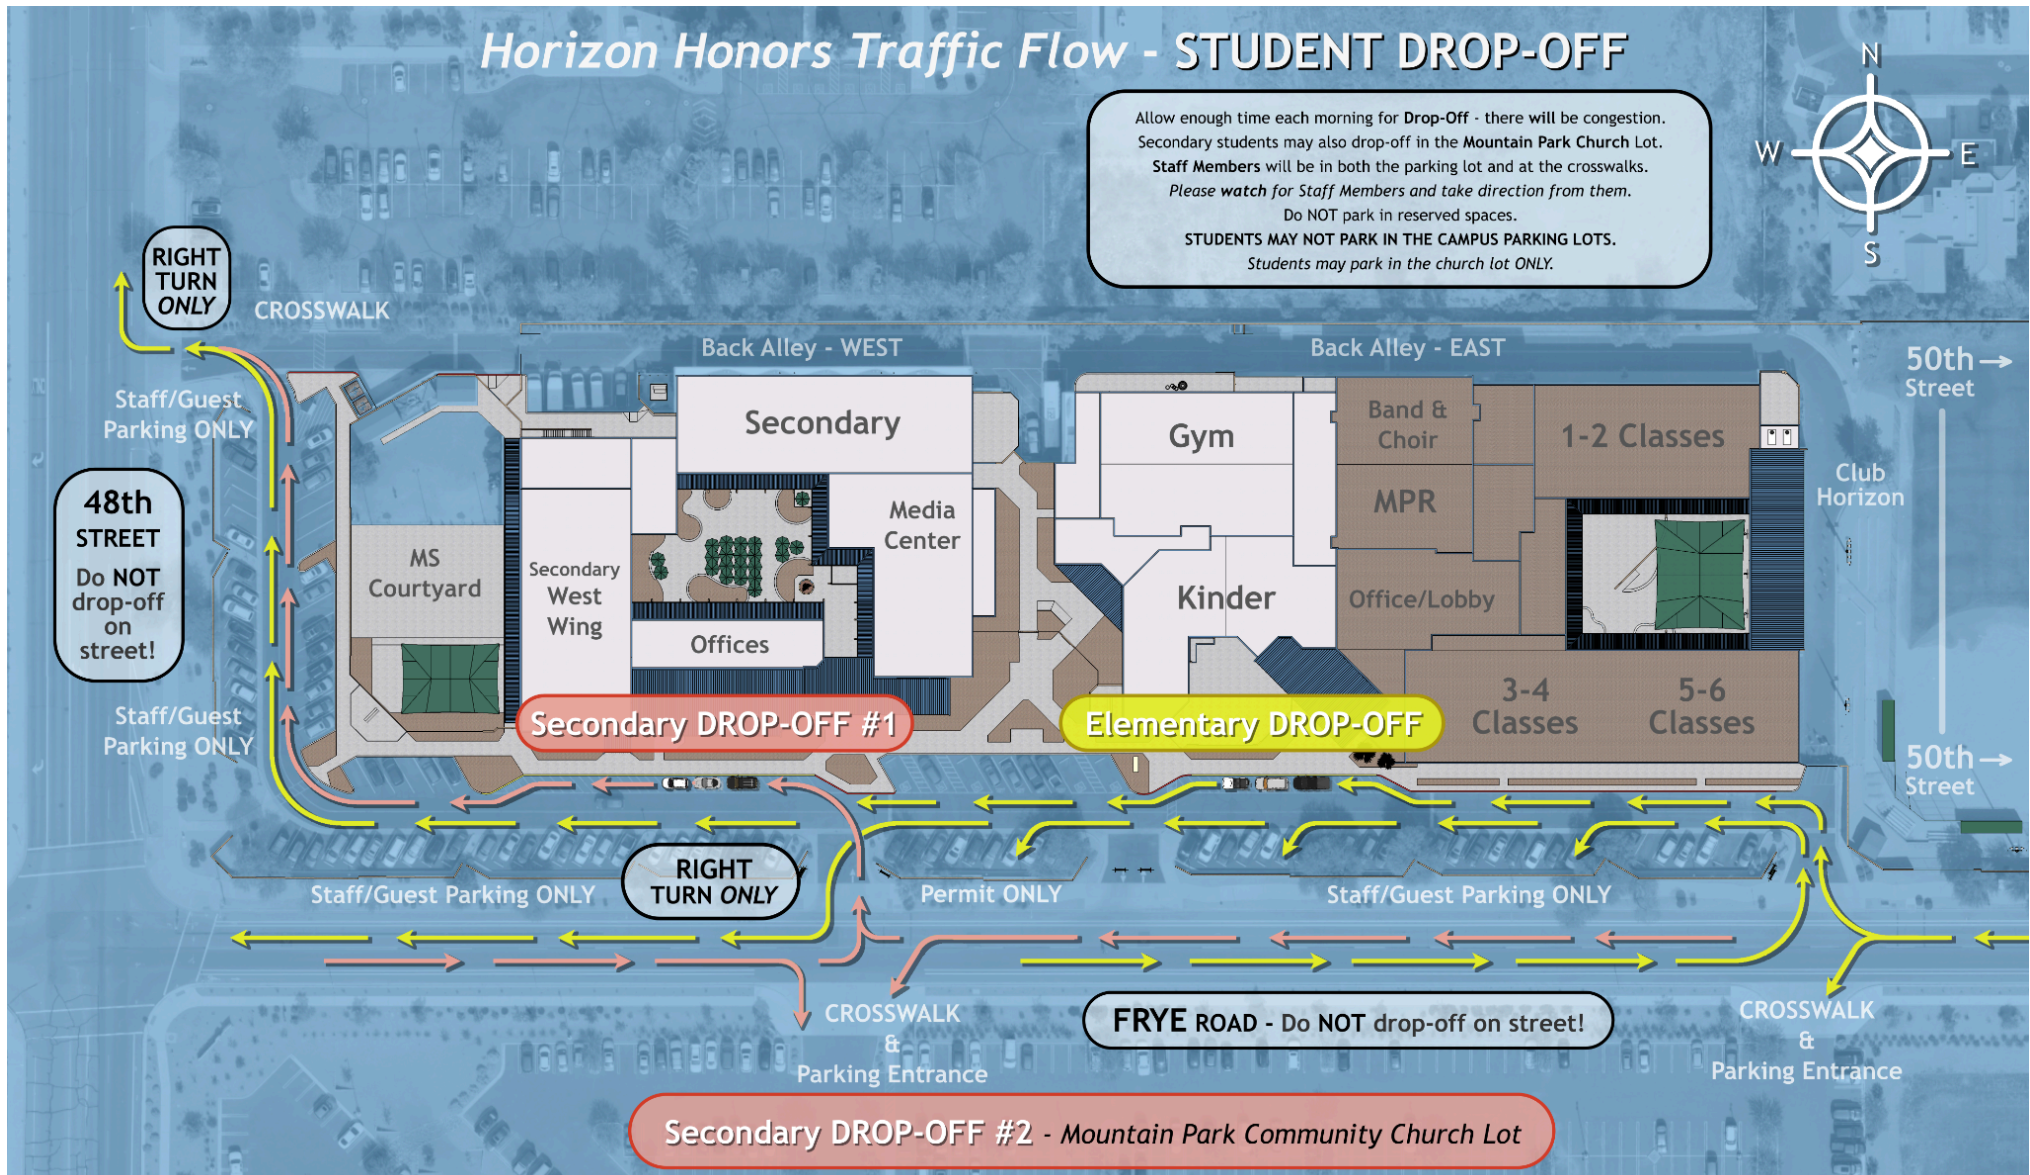 Horizon Honors Traffic Flow - STUDENT DROP-OFF
Allow enough time each morning for Drop-Off - there will be congestion.
Secondary students may also drop-off in the Mountain Park Church Lot.
Staff Members will be in both the parking lot and at the crosswalks.
Please watch for Staff Members and take direction from them.
Do NOT park in reserved spaces.
STUDENTS MAY NOT PARK IN THE CAMPUS PARKING LOTS.
Students may park in the church lot ONLY.
N
W
E
S
RIGHT
TURN
ONLY
CROSSWALK
Back Alley - WEST
Back Alley - EAST
50th
Street
Staff/Guest
Parking ONLY
Secondary
Gym
Band &
Choir
1-2 Classes
Club
Horizon
48th
STREET
Do NOT
drop-off
on
street!
MS
Courtyard
Secondary
West
Wing
Media
Center
MPR
Kinder
Office/Lobby
Offices
Staff/Guest
Parking ONLY
Secondary DROP-OFF #1
Elementary DROP-OFF
3-4
Classes
5-6
Classes
50th
Street
Staff/Guest Parking ONLY
RIGHT
TURN ONLY
Permit ONLY
Staff/Guest Parking ONLY
CROSSWALK
&
Parking Entrance
FRYE ROAD - Do NOT drop-off on street!
CROSSWALK
&
Parking Entrance
Secondary DROP-OFF #2 - Mountain Park Community Church Lot